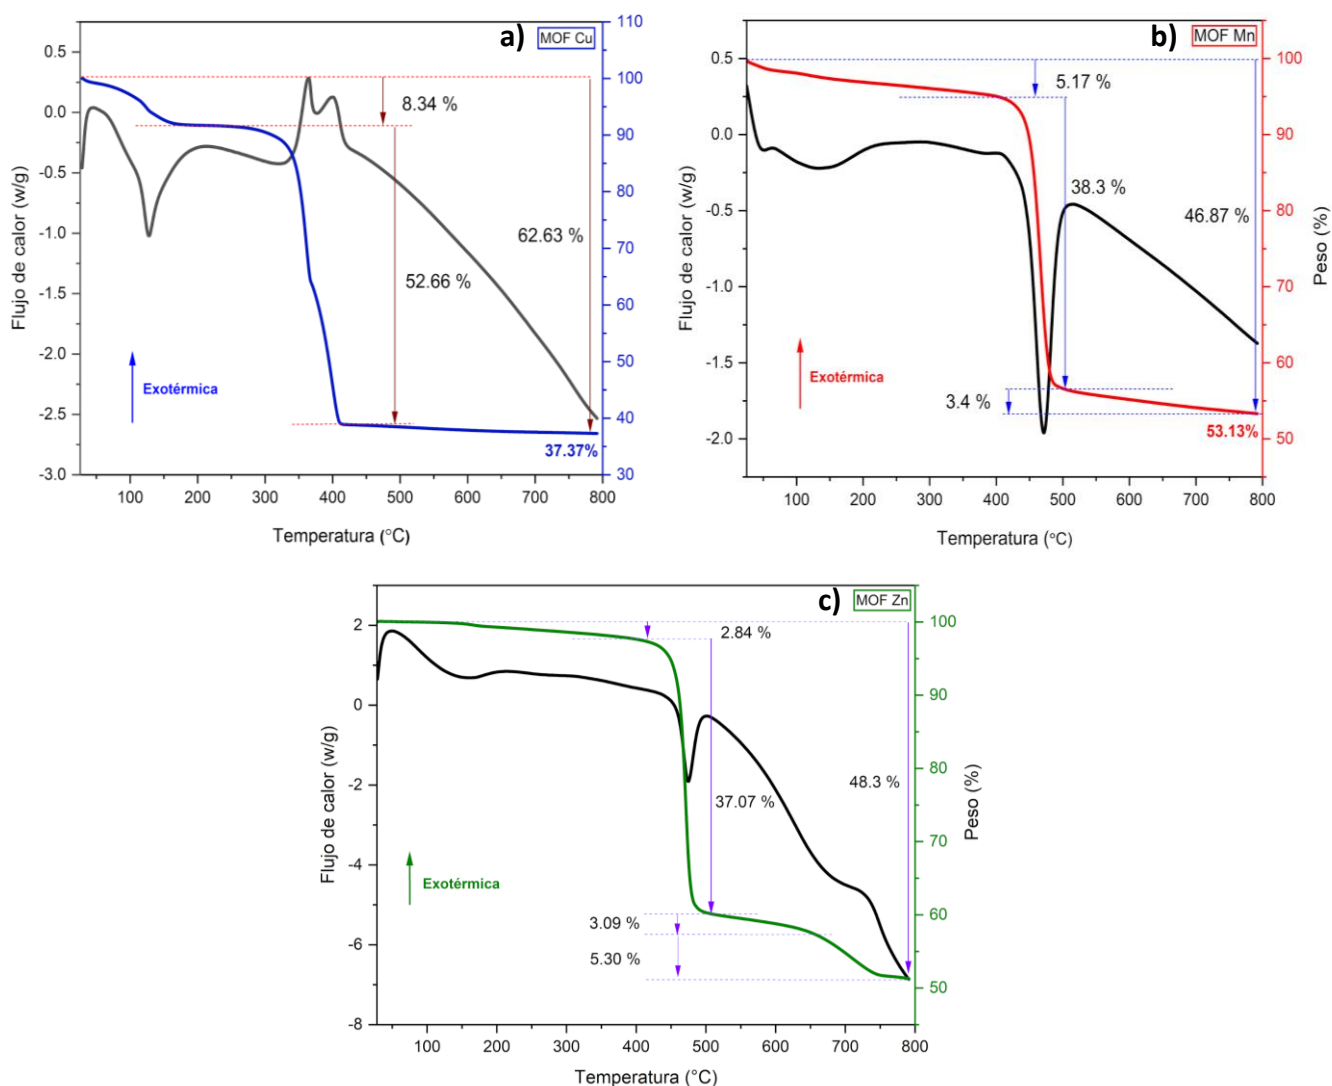 a)
MOF Cu
0.5
0.0
-0.5
-1.0
-1.5
-2.0
-2.5
-3.0
Flujo de calor (w/g)
110
100
90
80
70
60
50
40
30
8.34 %
52.66 %
62.63 %
37.37%
Exotérmica
100 200 300 400 500 600 700 800
Temperatura (°C)
b)
MOF Mn
0.5
0.0
-0.5
-1.0
-1.5
-2.0
Flujo de calor (w/g)
100
90
80
70
60
50
Peso (%)
5.17 %
38.3 %
46.87 %
3.4 %
53.13%
Exotérmica
100 200 300 400 500 600 700 800
Temperatura (°C)
c)
MOF Zn
2
0
-2
-4
-6
-8
Flujo de calor (w/g)
100
90
80
70
60
50
Peso (%)
2.84 %
37.07 %
48.3 %
3.09 %
5.30 %
Exotérmica
100 200 300 400 500 600 700 800
Temperatura (°C)